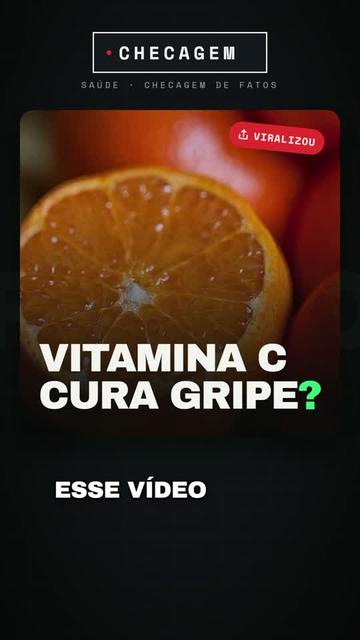 CHECAGEM
SAÚDE · CHECAGEM DE FATOS
VIRALIZOU
VITAMINA C
CURA GRIPE?
ESSE VÍDEO